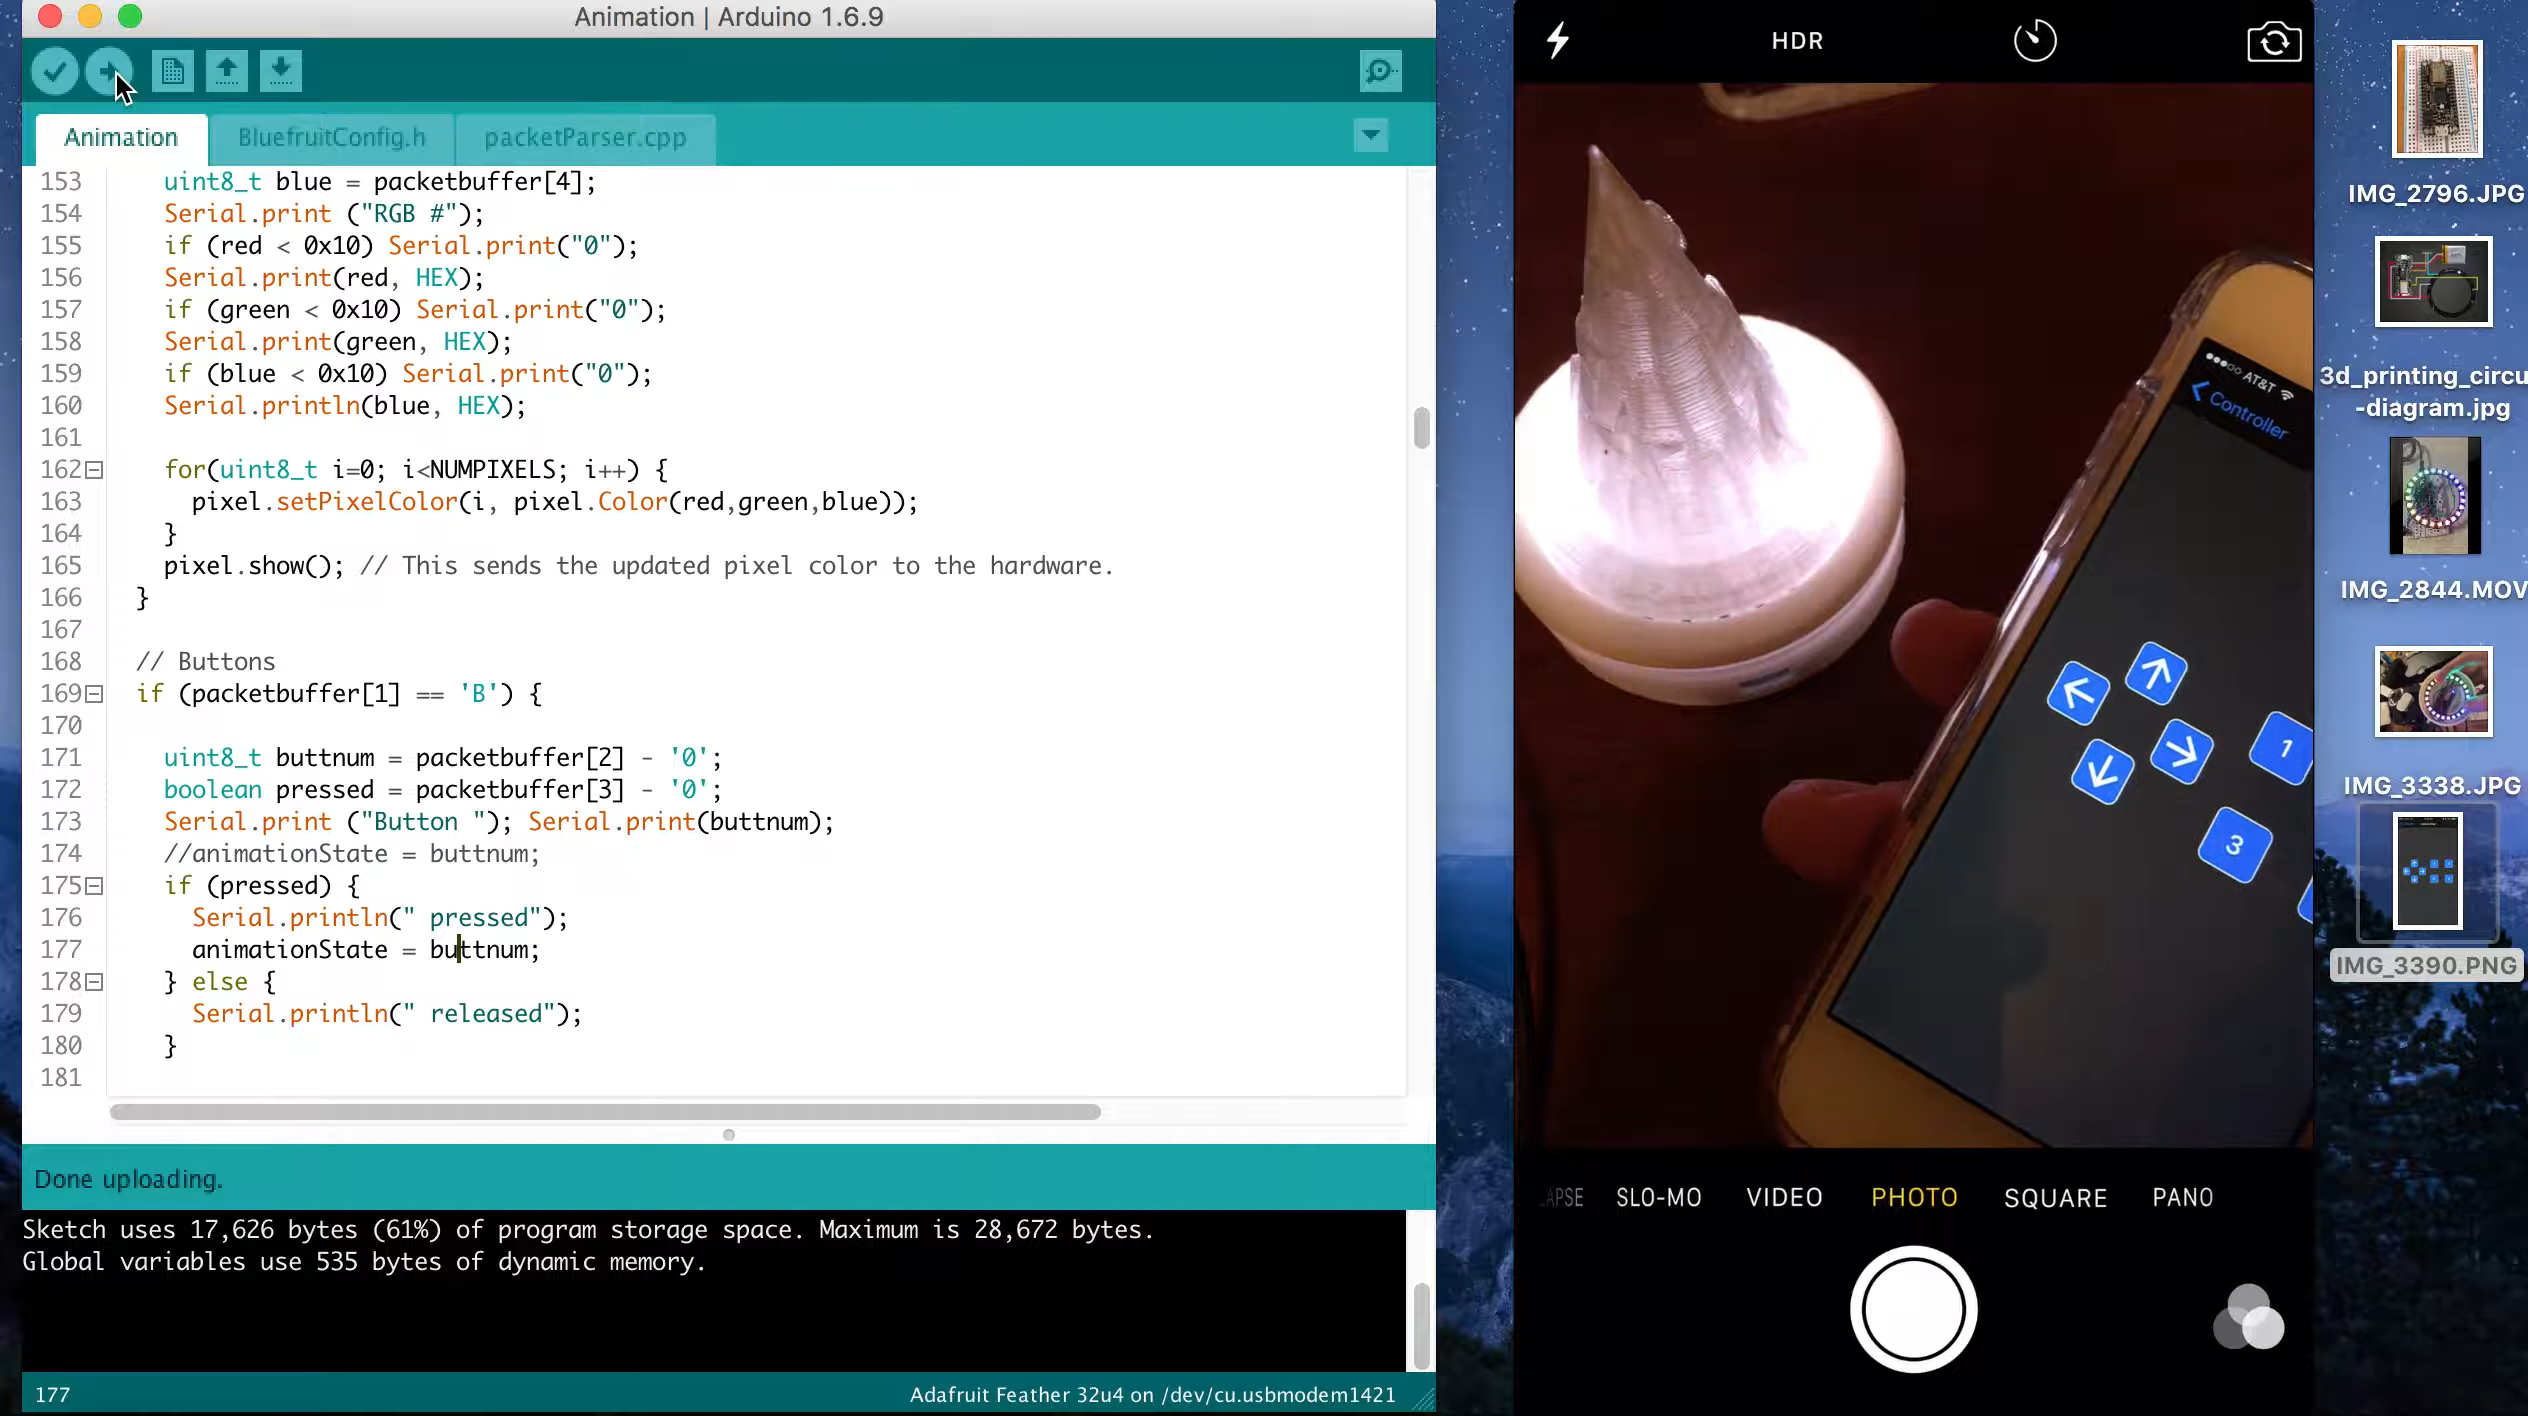 Animation | Arduino 1.6.9
Animation
BluefruitConfig.h
packetParser.cpp
153 uint8_t blue = packetbuffer[4];
154 Serial.print ("RGB #");
155 if (red < 0x10) Serial.print("0");
156 Serial.print(red, HEX);
157 if (green < 0x10) Serial.print("0");
158 Serial.print(green, HEX);
159 if (blue < 0x10) Serial.print("0");
160 Serial.println(blue, HEX);
161
162 for(uint8_t i=0; i<NUMPIXELS; i++) {
163 pixel.setPixelColor(i, pixel.Color(red,green,blue));
164 }
165 pixel.show(); // This sends the updated pixel color to the hardware.
166 }
167
168 // Buttons
169 if (packetbuffer[1] == 'B') {
170
171 uint8_t buttnum = packetbuffer[2] - '0';
172 boolean pressed = packetbuffer[3] - '0';
173 Serial.print ("Button "); Serial.print(buttnum);
174 //animationState = buttnum;
175 if (pressed) {
176 Serial.println(" pressed");
177 animationState = buttnum;
178 } else {
179 Serial.println(" released");
180 }
181
Done uploading.
Sketch uses 17,626 bytes (61%) of program storage space. Maximum is 28,672 bytes.
Global variables use 535 bytes of dynamic memory.
177
Adafruit Feather 32u4 on /dev/cu.usbmodem1421
HDR
AT&T
Controller
1
3
APSE SLO-MO VIDEO PHOTO SQUARE PANO
IMG_2796.JPG
3d_printing_circu
-diagram.jpg
IMG_2844.MOV
IMG_3338.JPG
IMG_3390.PNG